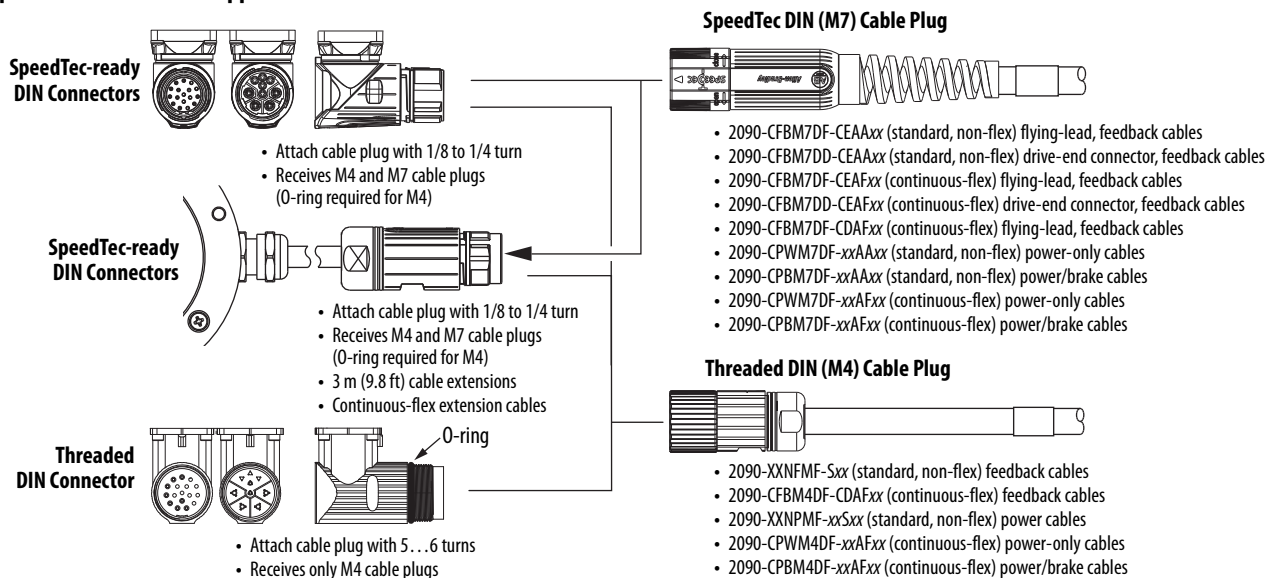 SpeedTec DIN (M7) Cable Plug
SpeedTec-ready
DIN Connectors
Allen-Bradley
AB
• Attach cable plug with 1/8 to 1/4 turn
• Receives M4 and M7 cable plugs
(O-ring required for M4)
• 2090-CFBM7DF-CEAAxx (standard, non-flex) flying-lead, feedback cables
• 2090-CFBM7DD-CEAAxx (standard, non-flex) drive-end connector, feedback cables
• 2090-CFBM7DF-CEAFxx (continuous-flex) flying-lead, feedback cables
• 2090-CFBM7DD-CEAFxx (continuous-flex) drive-end connector, feedback cables
• 2090-CFBM7DF-CDAFxx (continuous-flex) flying-lead, feedback cables
• 2090-CPWM7DF-xxAAxx (standard, non-flex) power-only cables
• 2090-CPBM7DF-xxAAxx (standard, non-flex) power/brake cables
• 2090-CPWM7DF-xxAFxx (continuous-flex) power-only cables
• 2090-CPBM7DF-xxAFxx (continuous-flex) power/brake cables
SpeedTec-ready
DIN Connectors
• Attach cable plug with 1/8 to 1/4 turn
• Receives M4 and M7 cable plugs
(O-ring required for M4)
• 3 m (9.8 ft) cable extensions
• Continuous-flex extension cables
Threaded DIN (M4) Cable Plug
Threaded
DIN Connector
O-ring
• Attach cable plug with 5…6 turns
• Receives only M4 cable plugs
• 2090-XXNFMF-Sxx (standard, non-flex) feedback cables
• 2090-CFBM4DF-CDAFxx (continuous-flex) feedback cables
• 2090-XXNPMF-xxSxx (standard, non-flex) power cables
• 2090-CPWM4DF-xxAFxx (continuous-flex) power-only cables
• 2090-CPBM4DF-xxAFxx (continuous-flex) power/brake cables